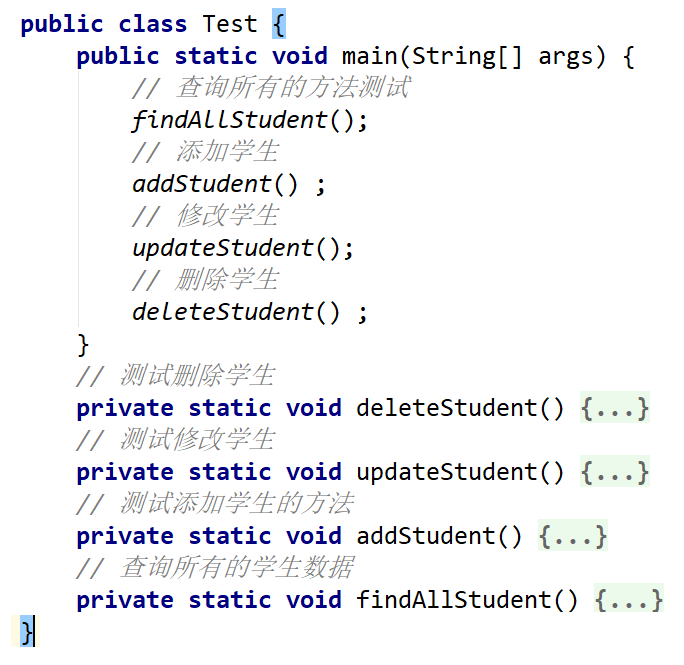 public class Test {
public static void main(String[] args) {
// 查询所有的方法测试
findAllStudent();
// 添加学生
addStudent() ;
// 修改学生
updateStudent();
// 删除学生
deleteStudent() ;
}
// 测试删除学生
private static void deleteStudent() {...}
// 测试修改学生
private static void updateStudent() {...}
// 测试添加学生的方法
private static void addStudent() {...}
// 查询所有的学生数据
private static void findAllStudent() {...}
}